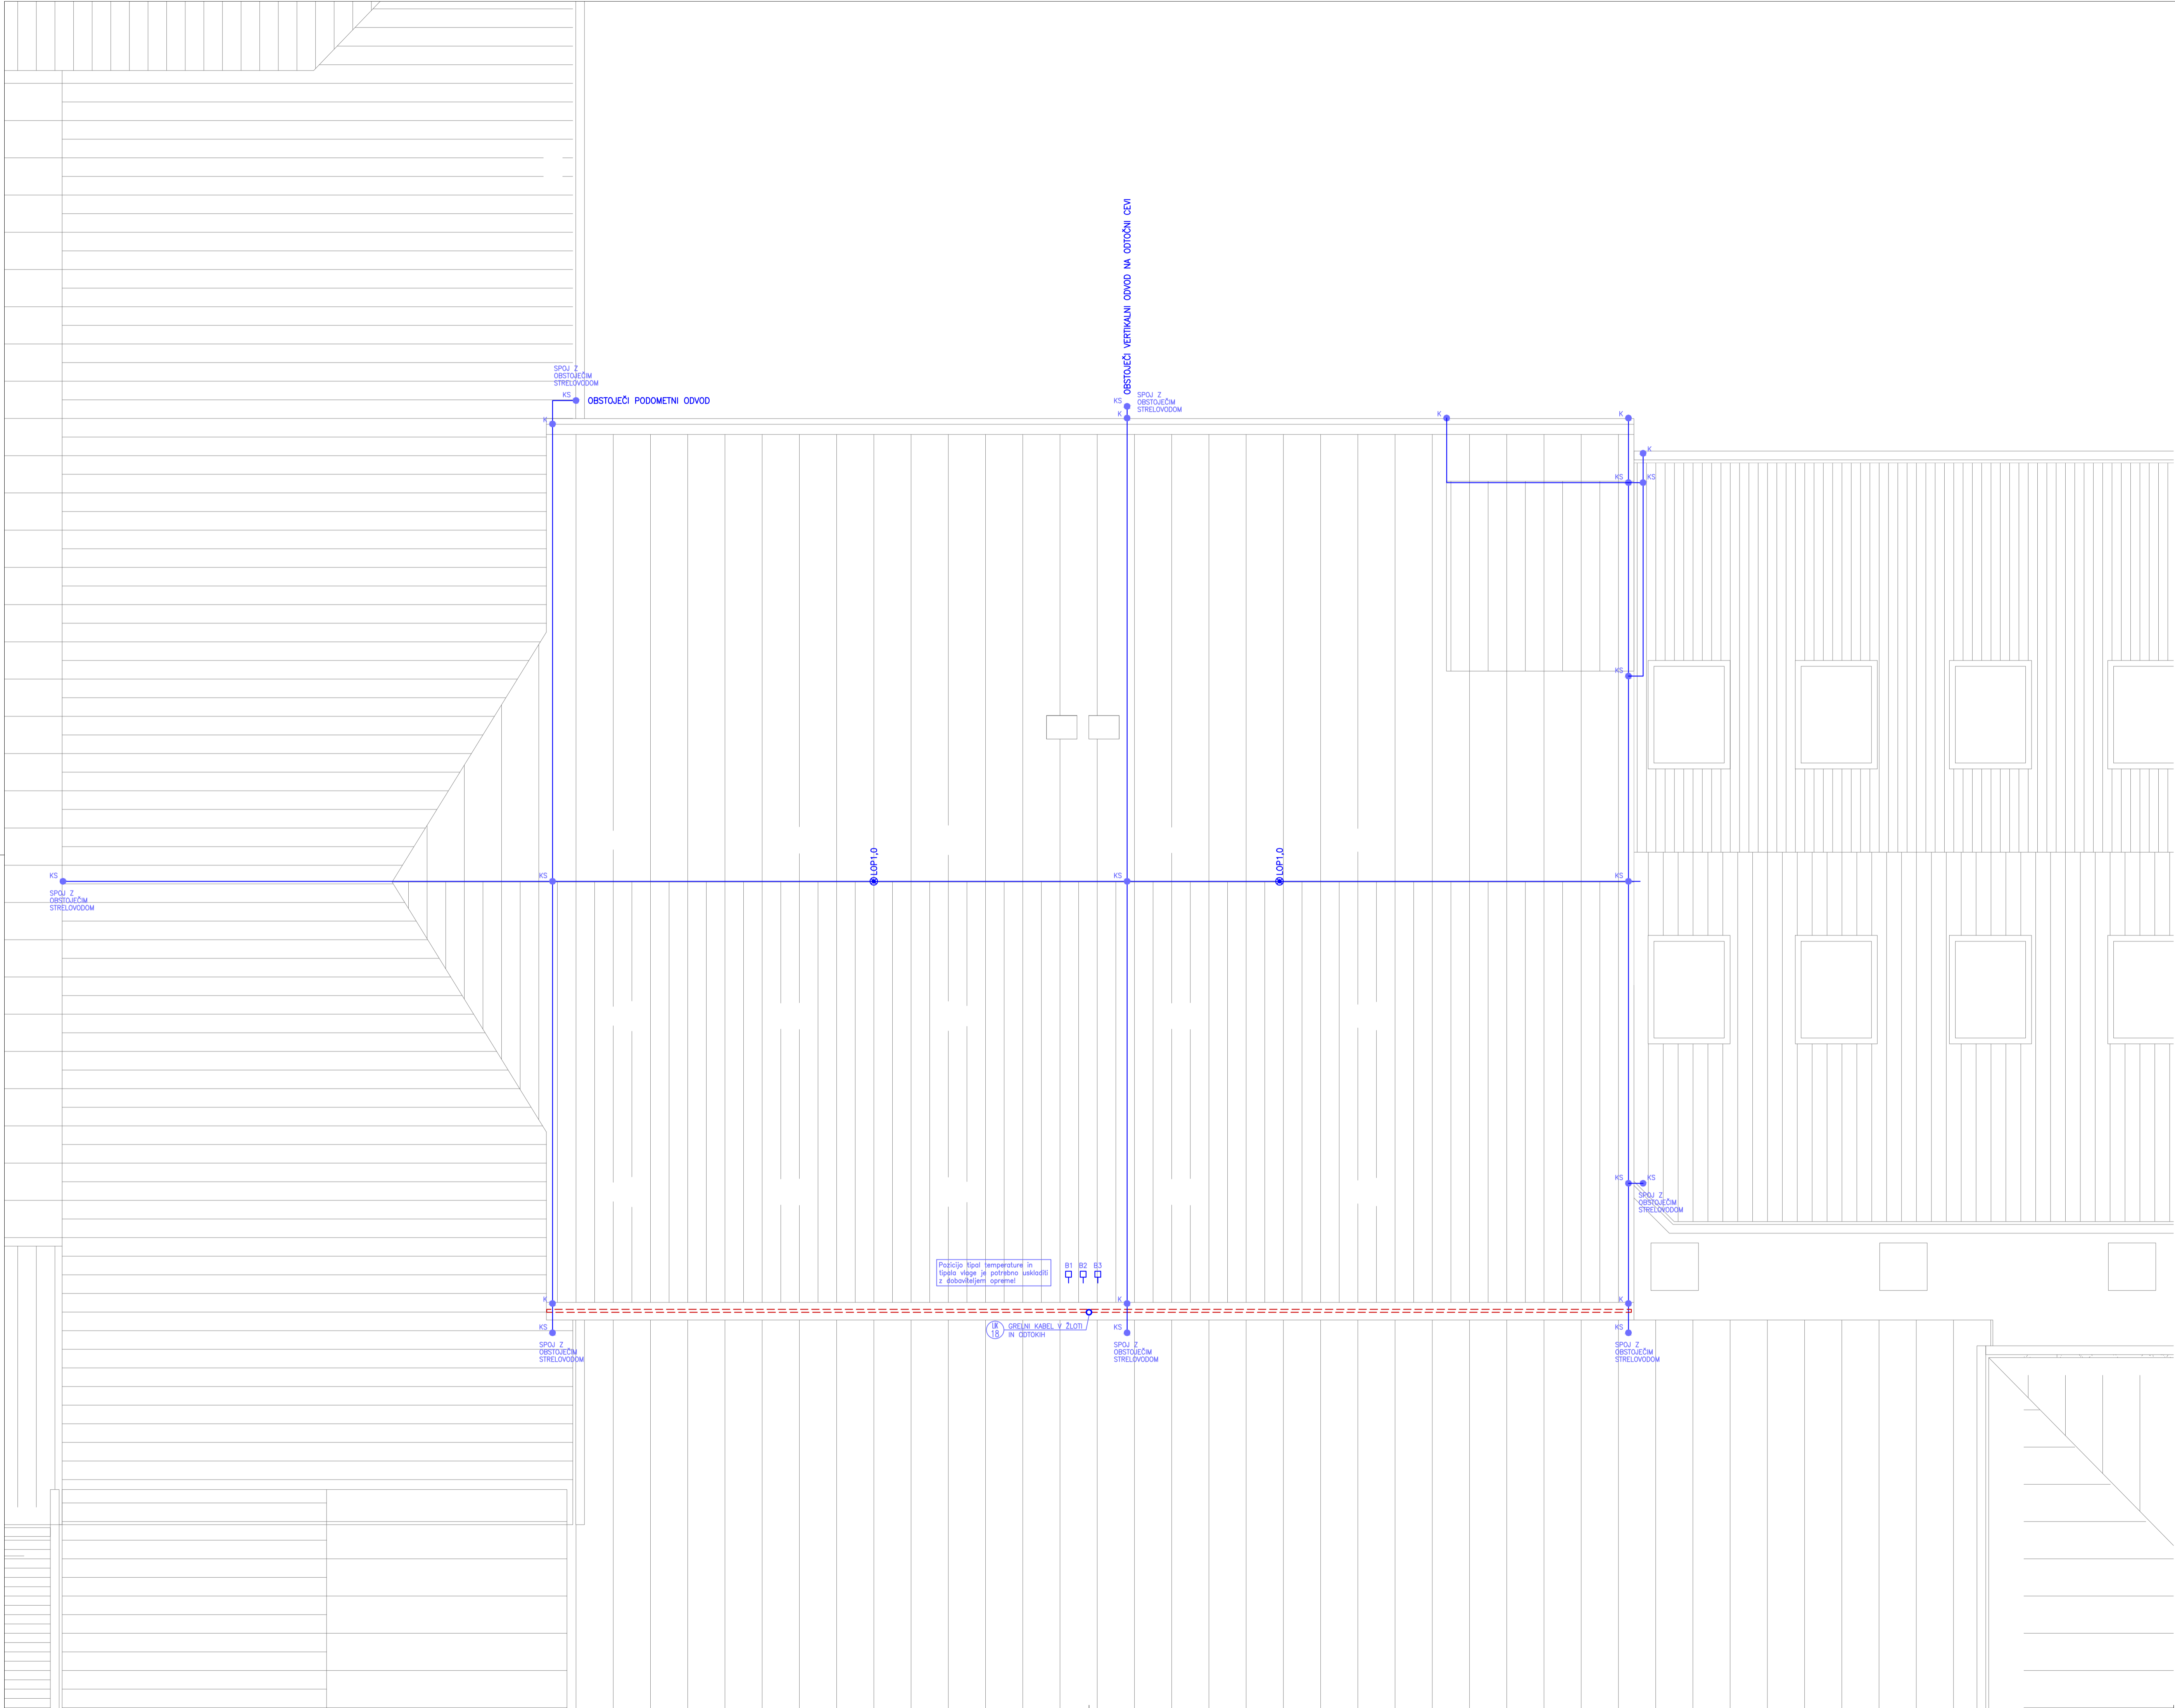 OBSTOJEČI VERTIKALNI ODVOD NA ODTOČNI CEVI
SPOJ Z
OBSTOJEČIM
STRELOVODOM
KS
OBSTOJEČI PODOMETNI ODVOD
K
KS
SPOJ Z
OBSTOJEČIM
STRELOVODOM
K
K
K
K
KS
KS
KS
LOP1,0
LOP1,0
KS
KS
KS
KS
SPOJ Z
OBSTOJEČIM
STRELOVODOM
KS
KS
SPOJ Z
OBSTOJEČIM
STRELOVODOM
Pozicijo tipal temperature in
tipala vlage je potrebno uskladiti
z dobaviteljem opreme!
B1
B2
B3
K
K
K
KS
UK
18
GRELNI KABEL V ŽLOTI
IN ODTOKIH
KS
KS
SPOJ Z
OBSTOJEČIM
STRELOVODOM
SPOJ Z
OBSTOJEČIM
STRELOVODOM
SPOJ Z
OBSTOJEČIM
STRELOVODOM